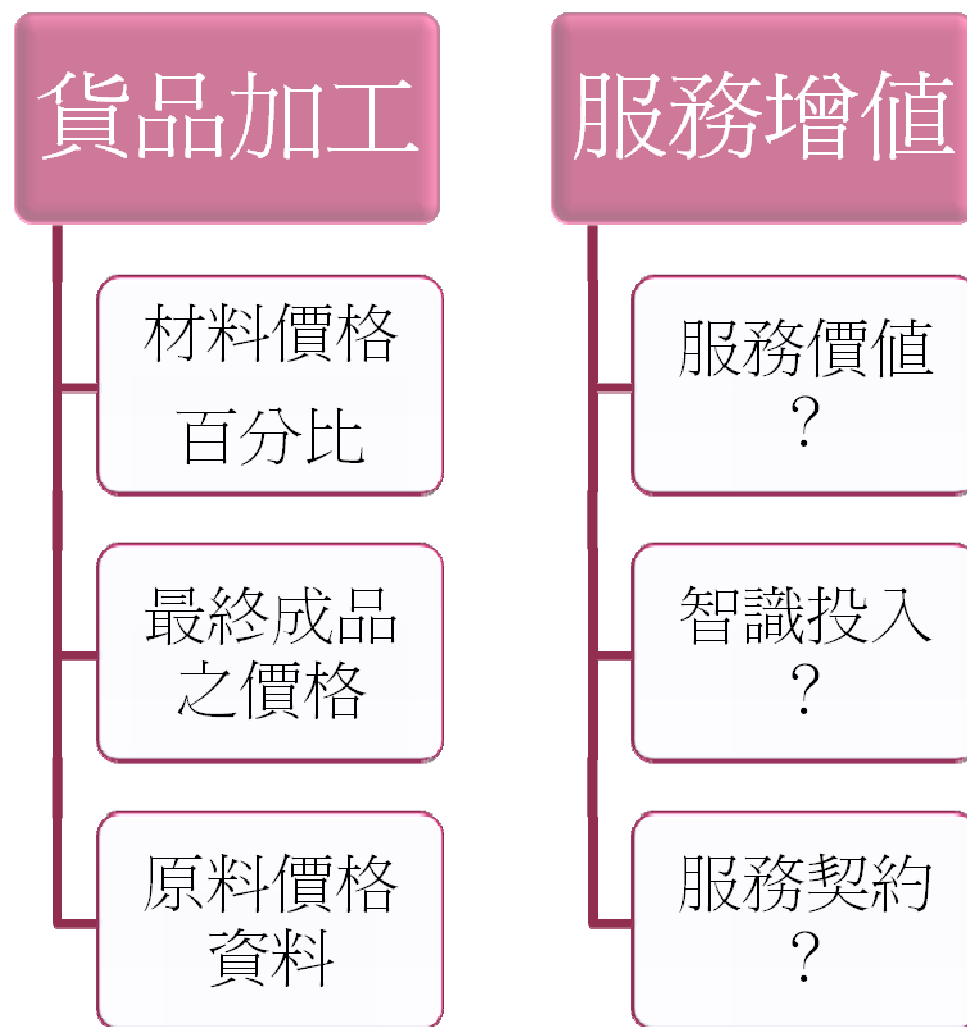 貨品加工
材料價格
百分比
最終成品
之價格
原料價格
資料
服務增值
服務價值
?
智識投入
?
服務契約
?